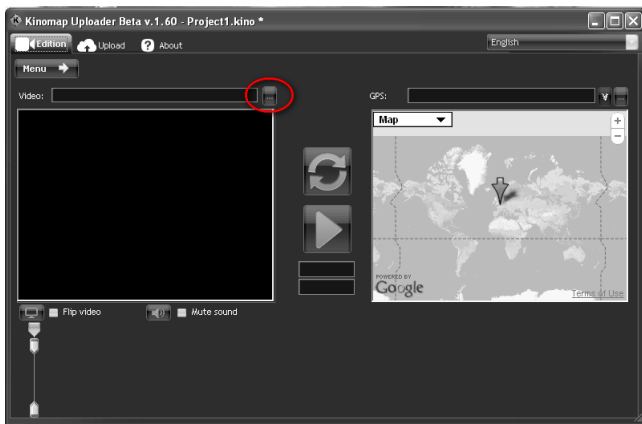 Kinomap Uploader Beta v.1.60 - Project1.kino *
Edition Upload ? About English
Menu
Video: ... GPS: ...
Map
+
-
POWERED BY
Google
Terms of Use
Flip video Mute sound